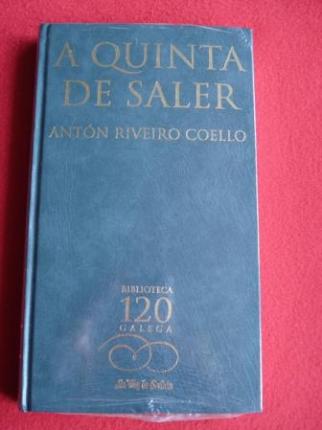 A QUINTA
DE SALER
ANTÓN RIVEIRO COELLO
BIBLIOTECA
120
GALEGA
La Voz de Galicia